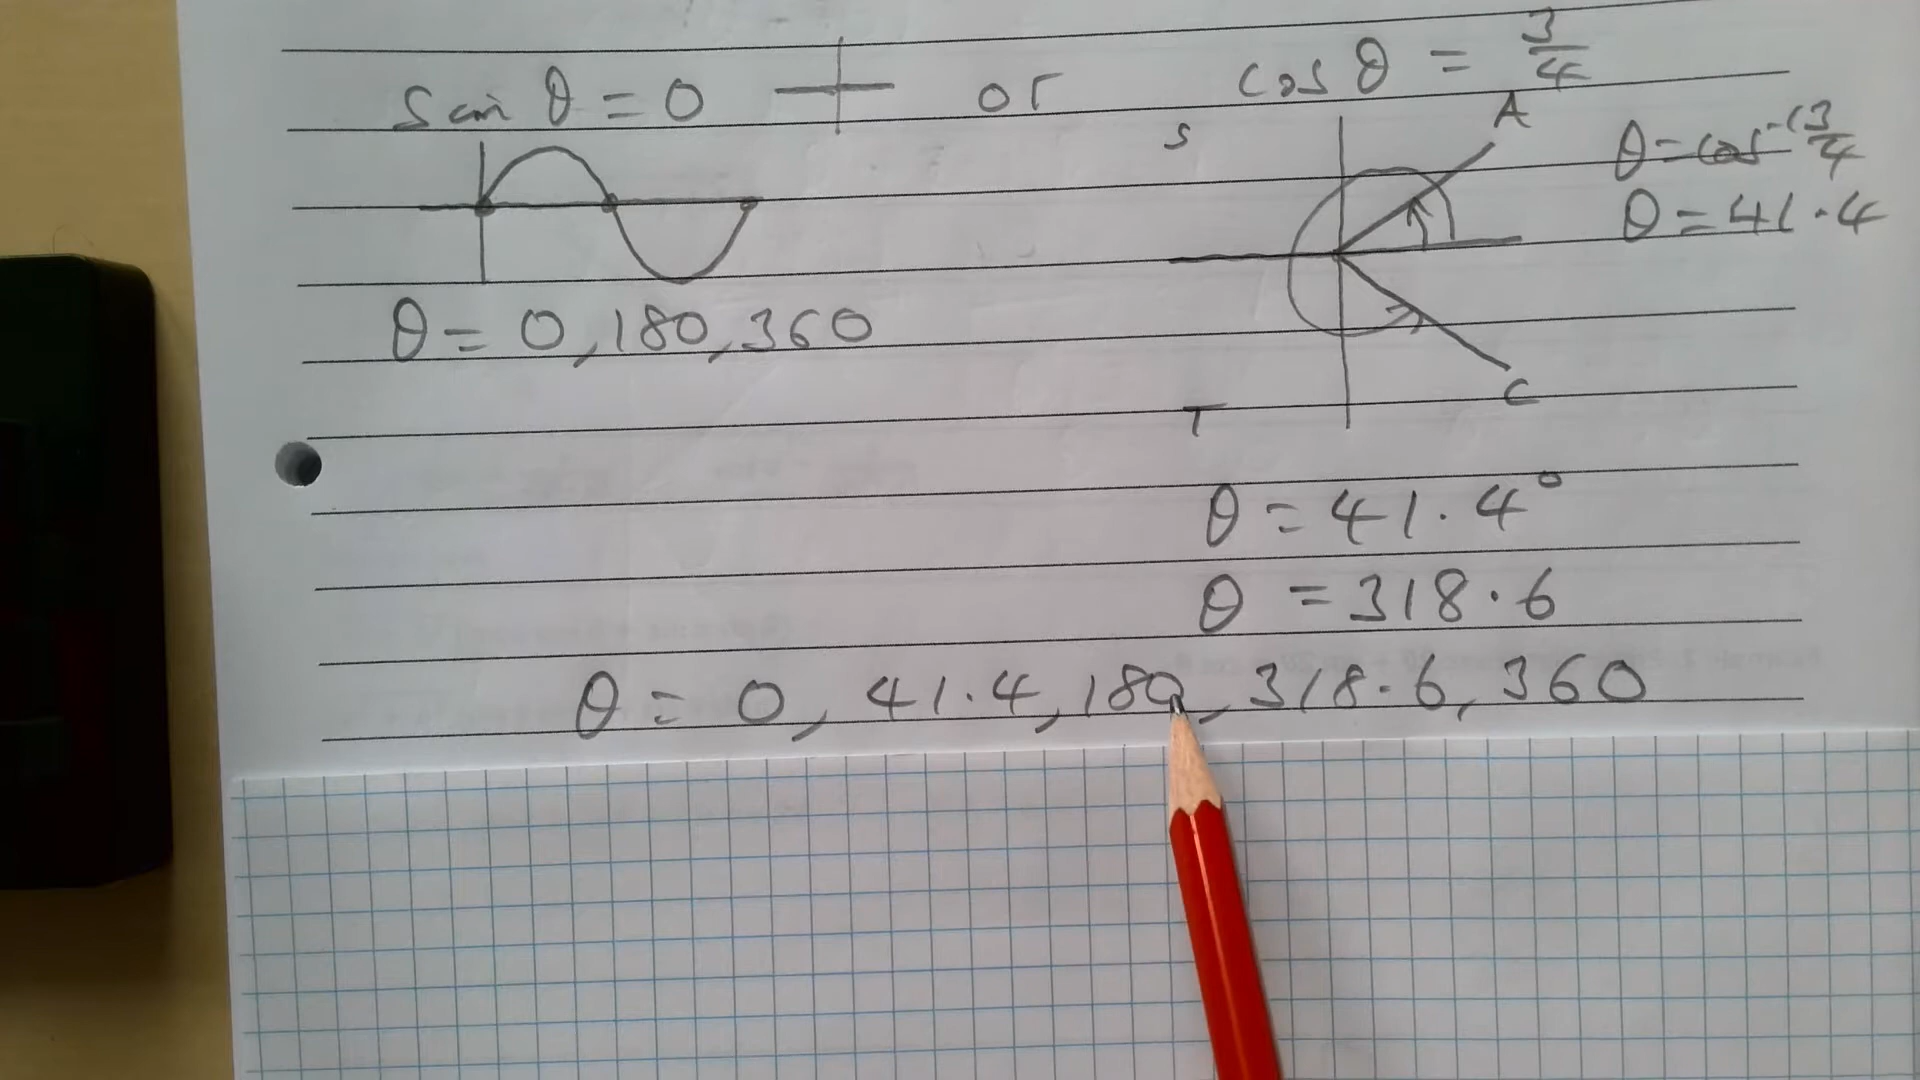 sin θ = 0 or cos θ = 3/4
S A
θ = cos⁻¹ 3/4
θ = 41.4
θ = 0, 180, 360
T C
θ = 41.4°
θ = 318.6
θ = 0, 41.4, 180, 318.6, 360